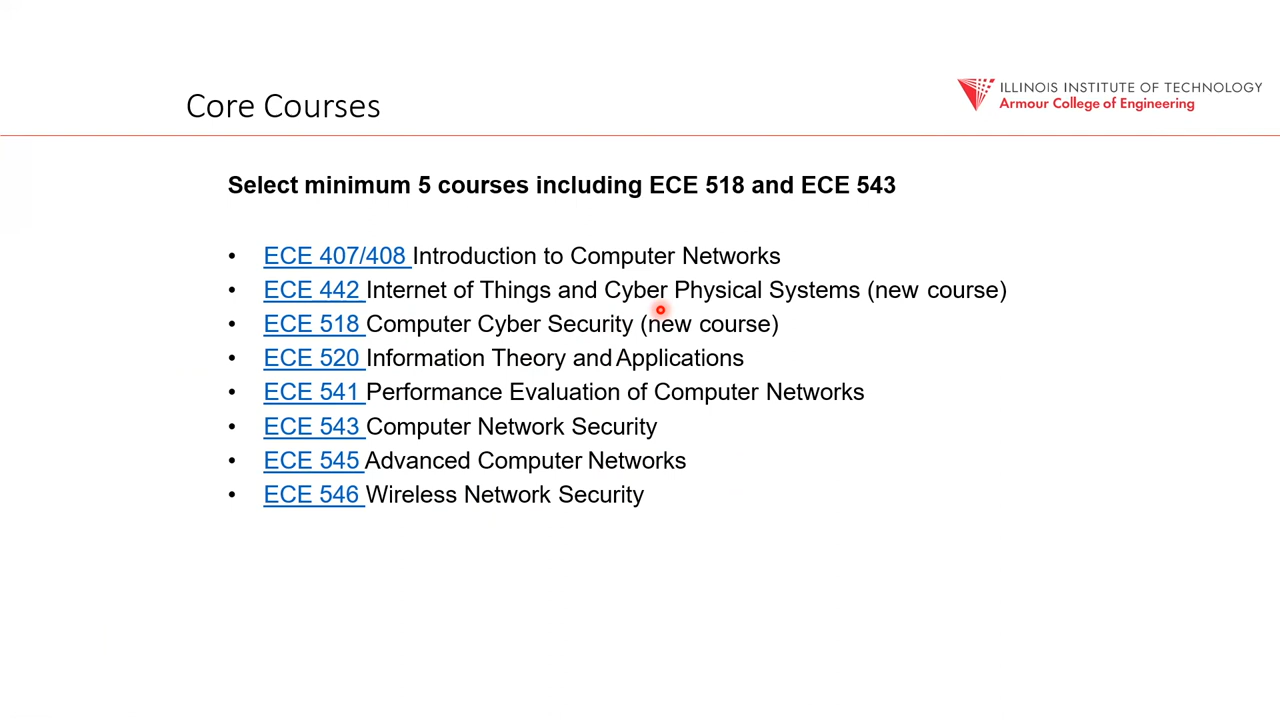 ILLINOIS INSTITUTE OF TECHNOLOGY
Armour College of Engineering
Core Courses
Select minimum 5 courses including ECE 518 and ECE 543
• ECE 407/408 Introduction to Computer Networks
• ECE 442 Internet of Things and Cyber Physical Systems (new course)
• ECE 518 Computer Cyber Security (new course)
• ECE 520 Information Theory and Applications
• ECE 541 Performance Evaluation of Computer Networks
• ECE 543 Computer Network Security
• ECE 545 Advanced Computer Networks
• ECE 546 Wireless Network Security